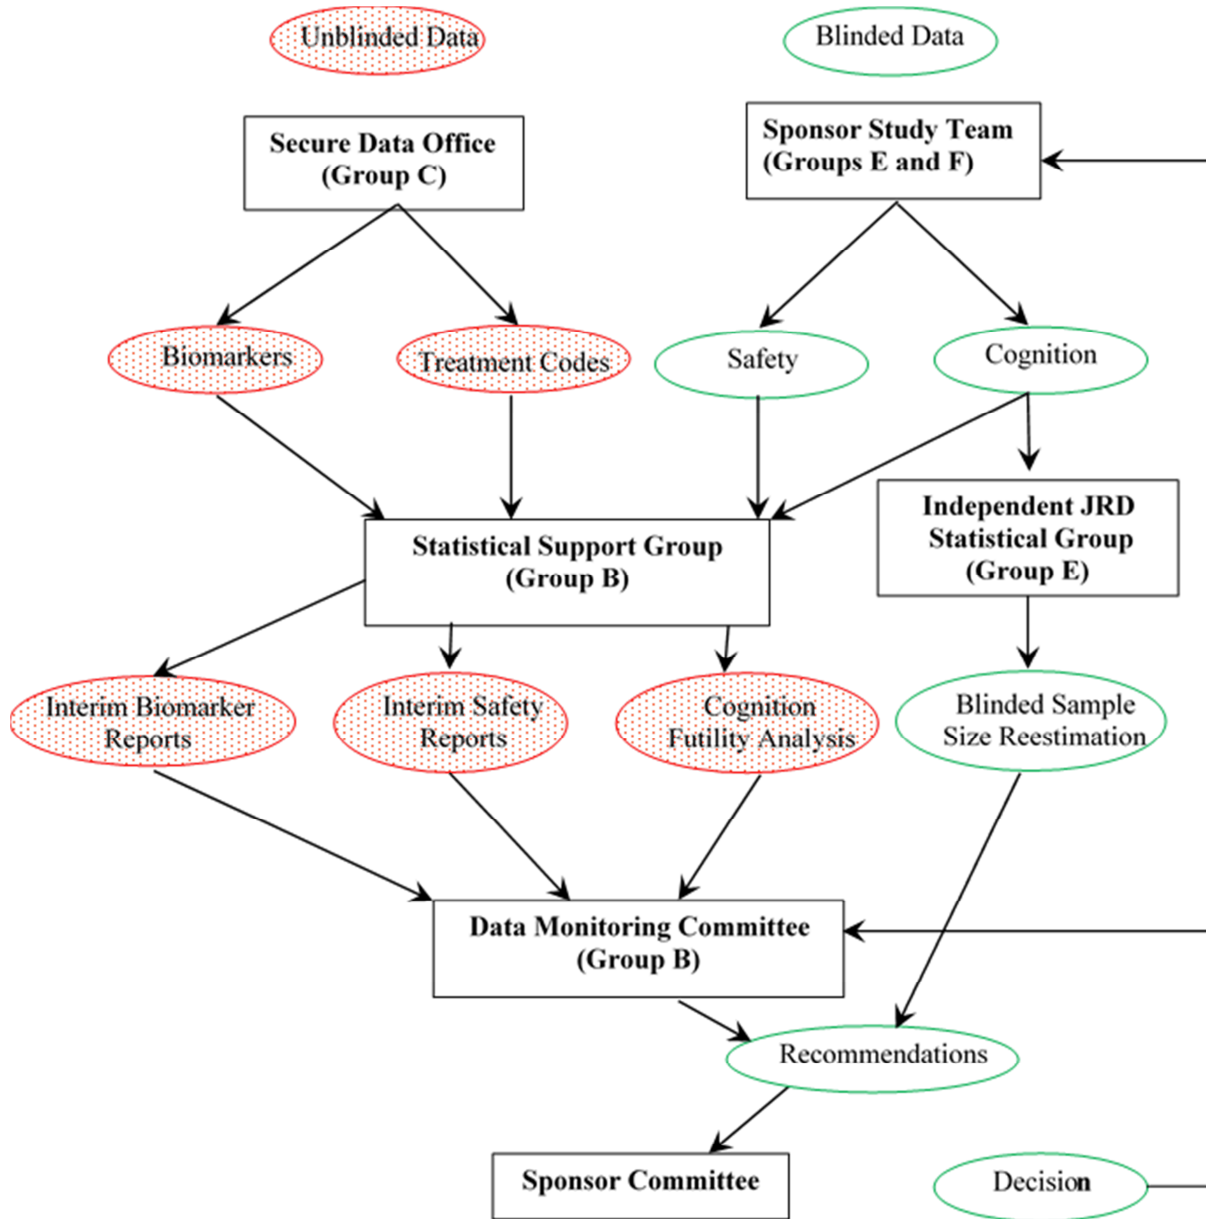 Unblinded Data
Blinded Data
Secure Data Office
(Group C)
Sponsor Study Team
(Groups E and F)
Biomarkers
Treatment Codes
Safety
Cognition
Statistical Support Group
(Group B)
Independent JRD
Statistical Group
(Group E)
Interim Biomarker
Reports
Interim Safety
Reports
Cognition
Futility Analysis
Blinded Sample
Size Reestimation
Data Monitoring Committee
(Group B)
Recommendations
Sponsor Committee
Decision